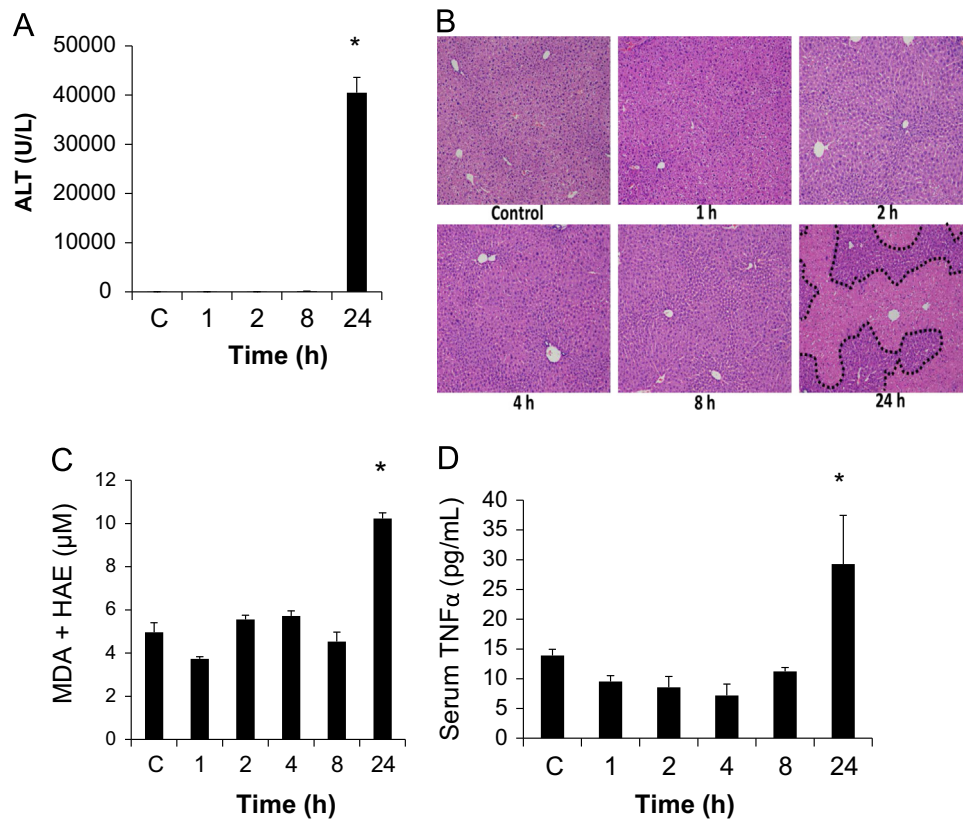 A
ALT (U/L)
50000
40000
30000
20000
10000
0
*
C 1 2 8 24
Time (h)
B
Control
1 h
2 h
4 h
8 h
24 h
C
MDA + HAE (μM)
12
10
8
6
4
2
0
*
C 1 2 4 8 24
Time (h)
D
Serum TNFα (pg/mL)
40
35
30
25
20
15
10
5
0
*
C 1 2 4 8 24
Time (h)